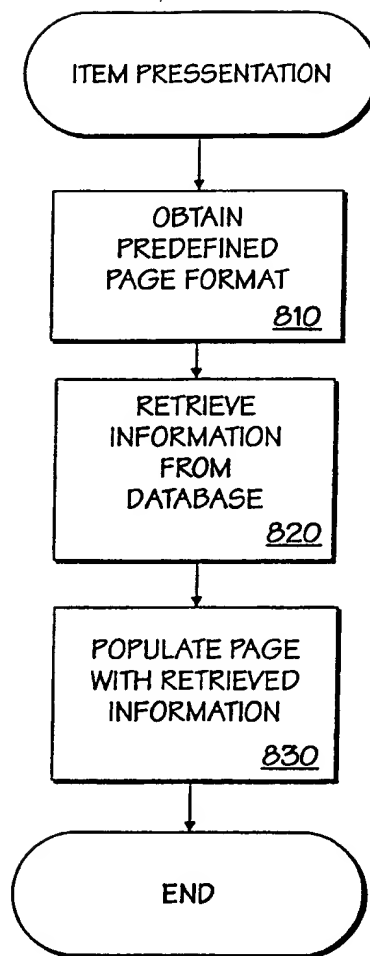 ITEM PRESSENTATION
OBTAIN
PREDEFINED
PAGE FORMAT
810
RETRIEVE
INFORMATION
FROM
DATABASE
820
POPULATE PAGE
WITH RETRIEVED
INFORMATION
830
END